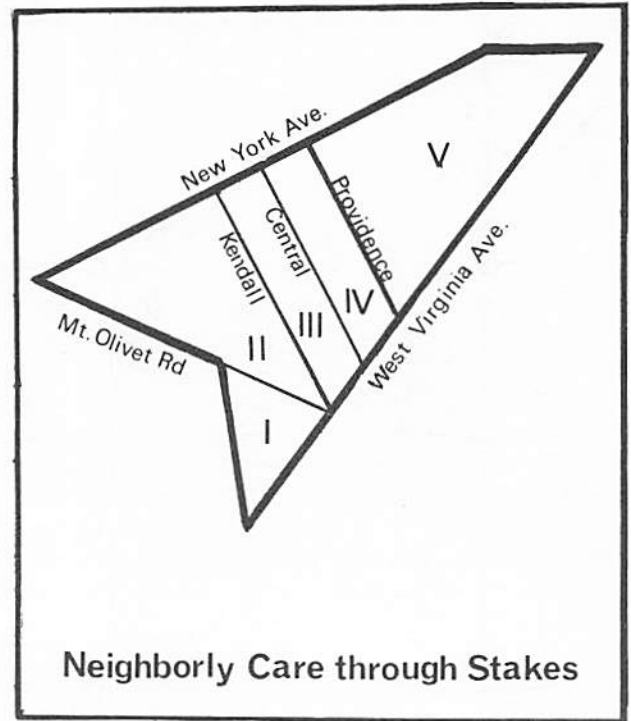 New York Ave.
V
Providence
Central
Kendall
IV
III
II
West Virginia Ave.
Mt. Olivet Rd
I
Neighborly Care through Stakes